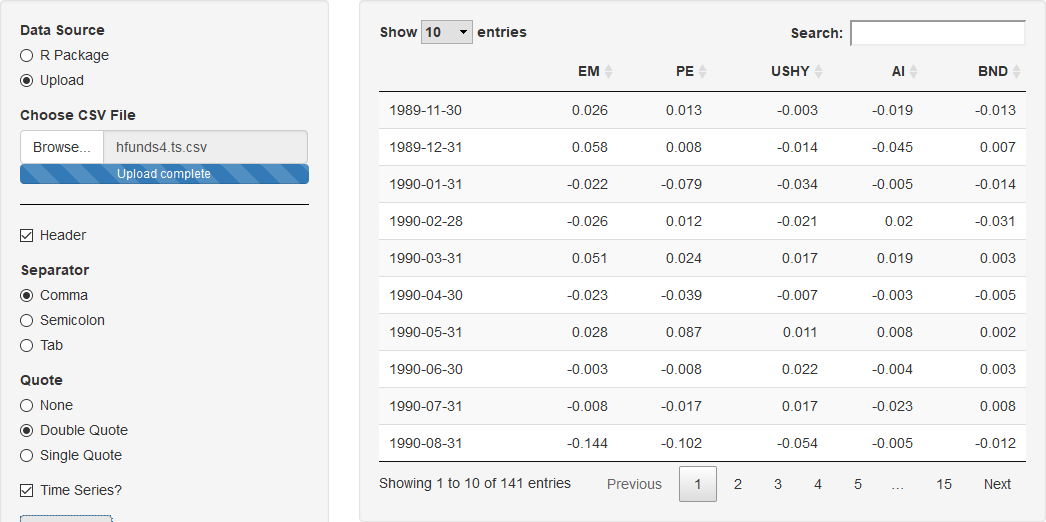 Data Source
R Package
Upload
Choose CSV File
Browse... hfunds4.ts.csv
Upload complete
Header
Separator
Comma
Semicolon
Tab
Quote
None
Double Quote
Single Quote
Time Series?
Show 10 entries Search:
EM PE USHY AI BND
1989-11-30 0.026 0.013 -0.003 -0.019 -0.013
1989-12-31 0.058 0.008 -0.014 -0.045 0.007
1990-01-31 -0.022 -0.079 -0.034 -0.005 -0.014
1990-02-28 -0.026 0.012 -0.021 0.02 -0.031
1990-03-31 0.051 0.024 0.017 0.019 0.003
1990-04-30 -0.023 -0.039 -0.007 -0.003 -0.005
1990-05-31 0.028 0.087 0.011 0.008 0.002
1990-06-30 -0.003 -0.008 0.022 -0.004 0.003
1990-07-31 -0.008 -0.017 0.017 -0.023 0.008
1990-08-31 -0.144 -0.102 -0.054 -0.005 -0.012
Showing 1 to 10 of 141 entries Previous 1 2 3 4 5 … 15 Next